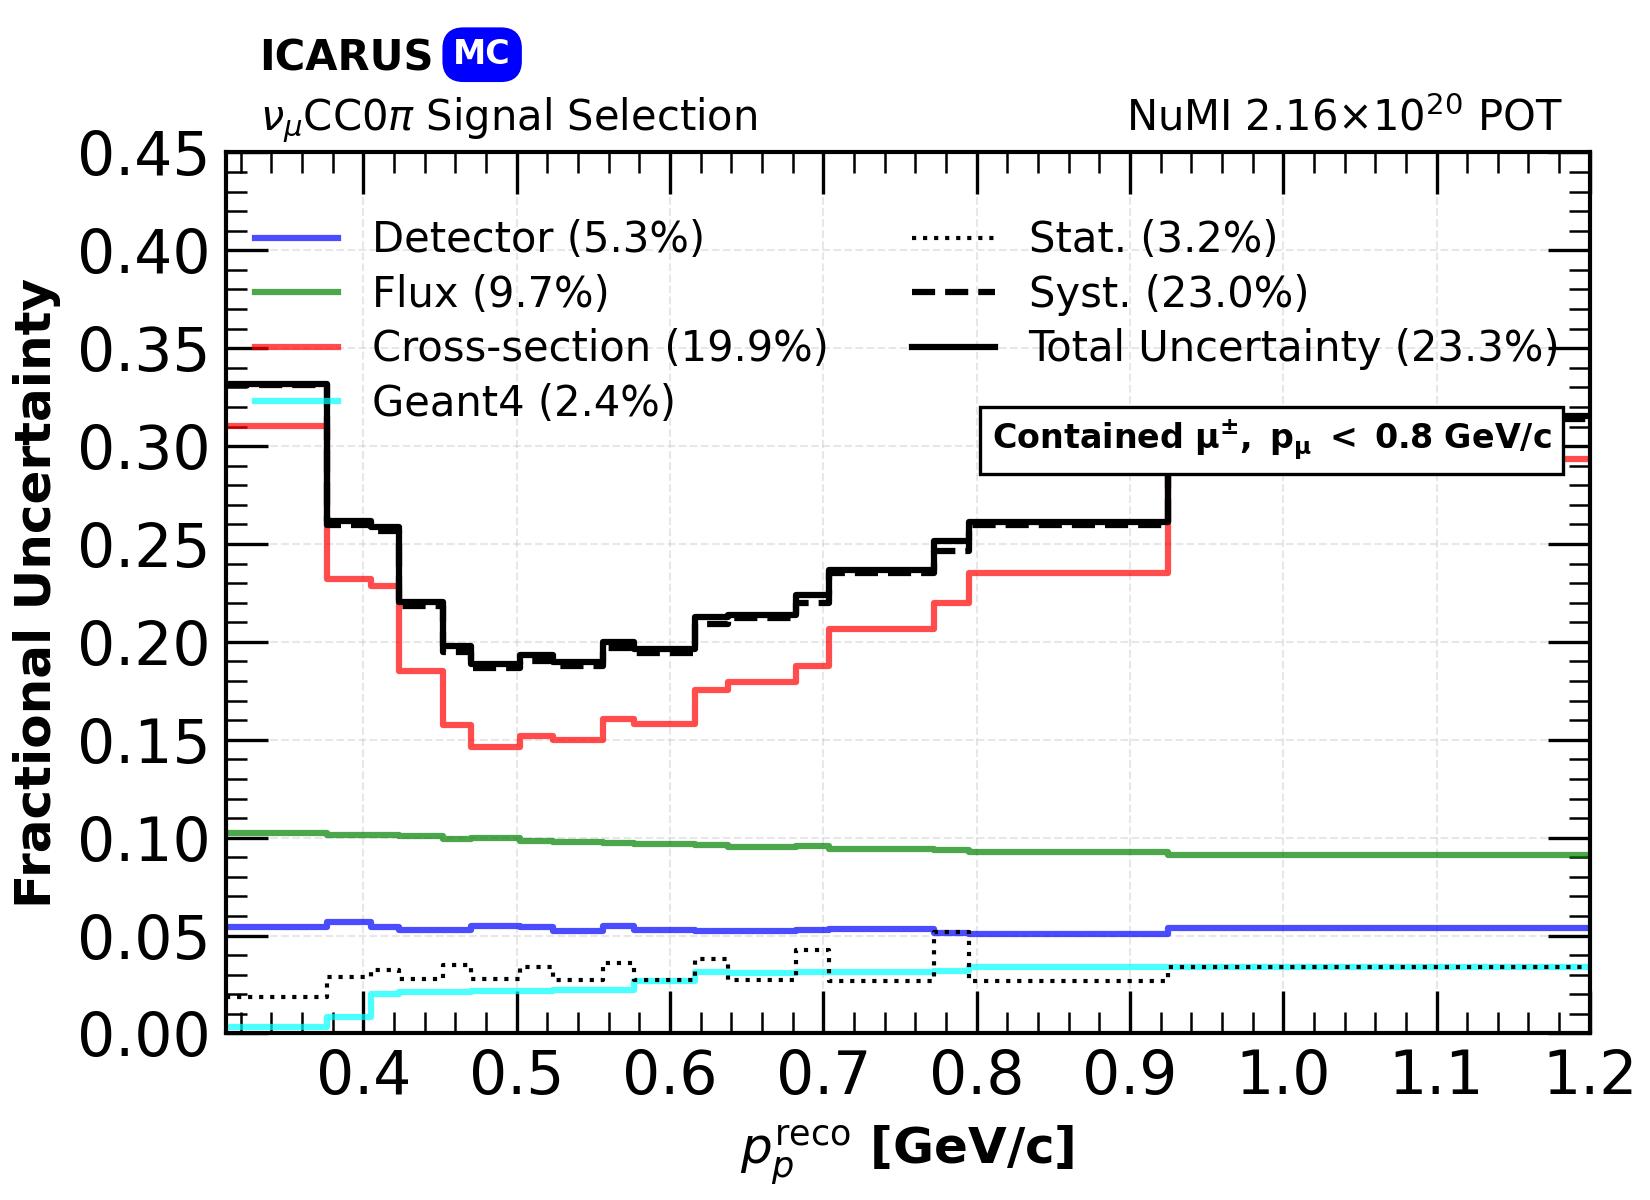 ICARUS MC
νμCC0π Signal Selection NuMI 2.16×10²⁰ POT
Fractional Uncertainty
0.45
0.40
0.35
0.30
0.25
0.20
0.15
0.10
0.05
0.00
Detector (5.3%)
Flux (9.7%)
Cross-section (19.9%)
Geant4 (2.4%)
Stat. (3.2%)
Syst. (23.0%)
Total Uncertainty (23.3%)
Contained μ±, pμ < 0.8 GeV/c
0.4 0.5 0.6 0.7 0.8 0.9 1.0 1.1 1.2
p_p^reco [GeV/c]